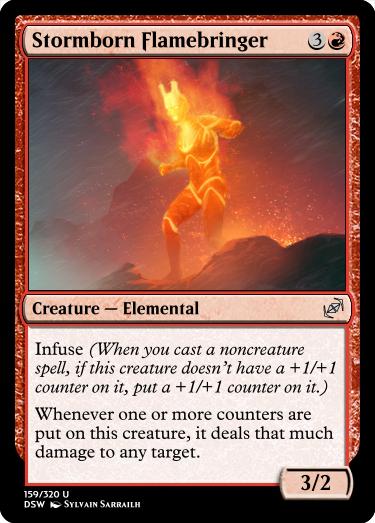 Stormborn Flamebringer 3
Creature — Elemental
Infuse (When you cast a noncreature
spell, if this creature doesn't have a +1/+1
counter on it, put a +1/+1 counter on it.)
Whenever one or more counters are
put on this creature, it deals that much
damage to any target.
3/2
159/320 U
DSW Sylvain Sarrailh